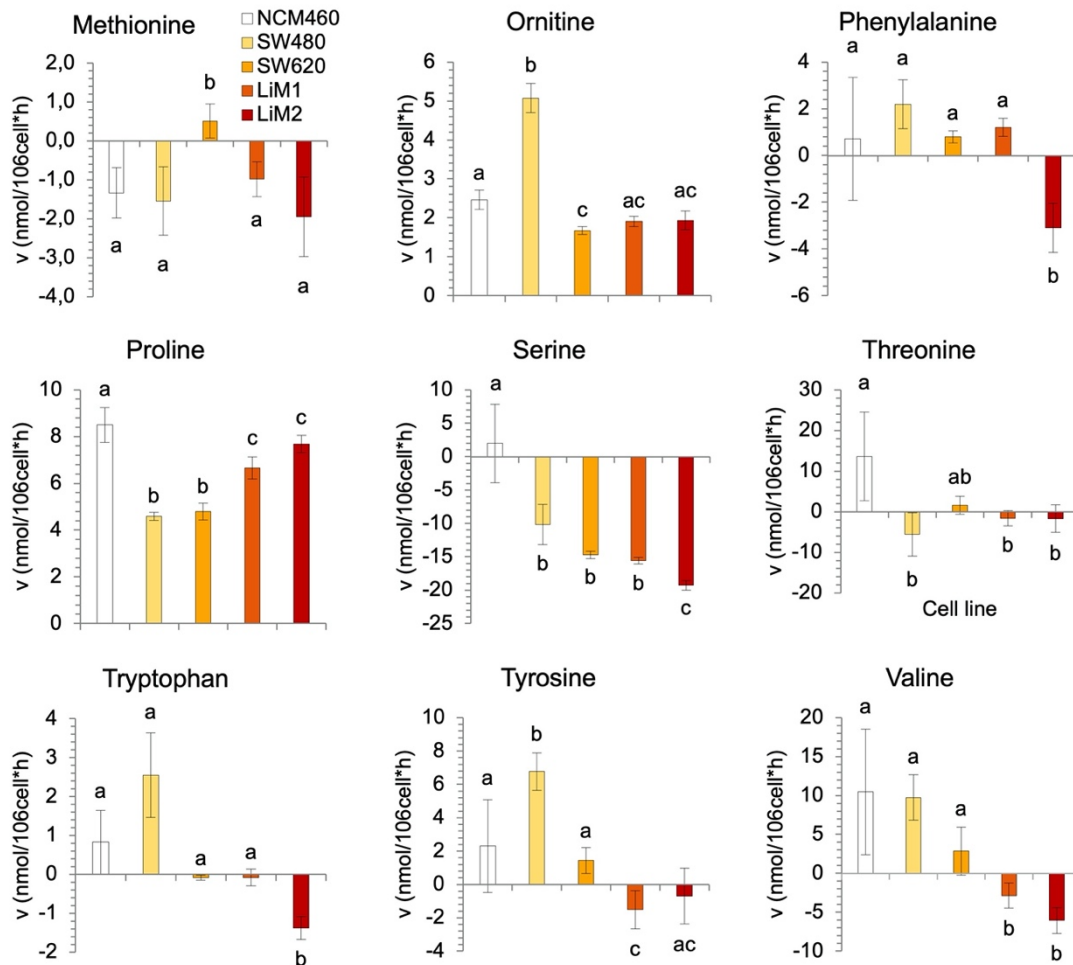 Methionine
NCM460
SW480
SW620
LiM1
LiM2
v (nmol/106cell*h)
2,0
1,0
0,0
-1,0
-2,0
-3,0
-4,0
a
a
b
a
a
Ornitine
v (nmol/106cell*h)
6
5
4
3
2
1
0
a
b
c
ac
ac
Phenylalanine
v (nmol/106cell*h)
4
2
0
-2
-4
-6
a
a
a
a
b
Proline
v (nmol/106cell*h)
10
8
6
4
2
0
a
b
b
c
c
Serine
v (nmol/106cell*h)
10
5
0
-5
-10
-15
-20
-25
a
b
b
b
c
Threonine
v (nmol/106cell*h)
30
20
10
0
-10
-20
a
b
ab
b
b
Cell line
Tryptophan
v (nmol/106cell*h)
4
3
2
1
0
-1
-2
a
a
a
a
b
Tyrosine
v (nmol/106cell*h)
10
8
6
4
2
0
-2
-4
a
b
a
c
ac
Valine
v (nmol/106cell*h)
20
15
10
5
0
-5
-10
a
a
a
b
b